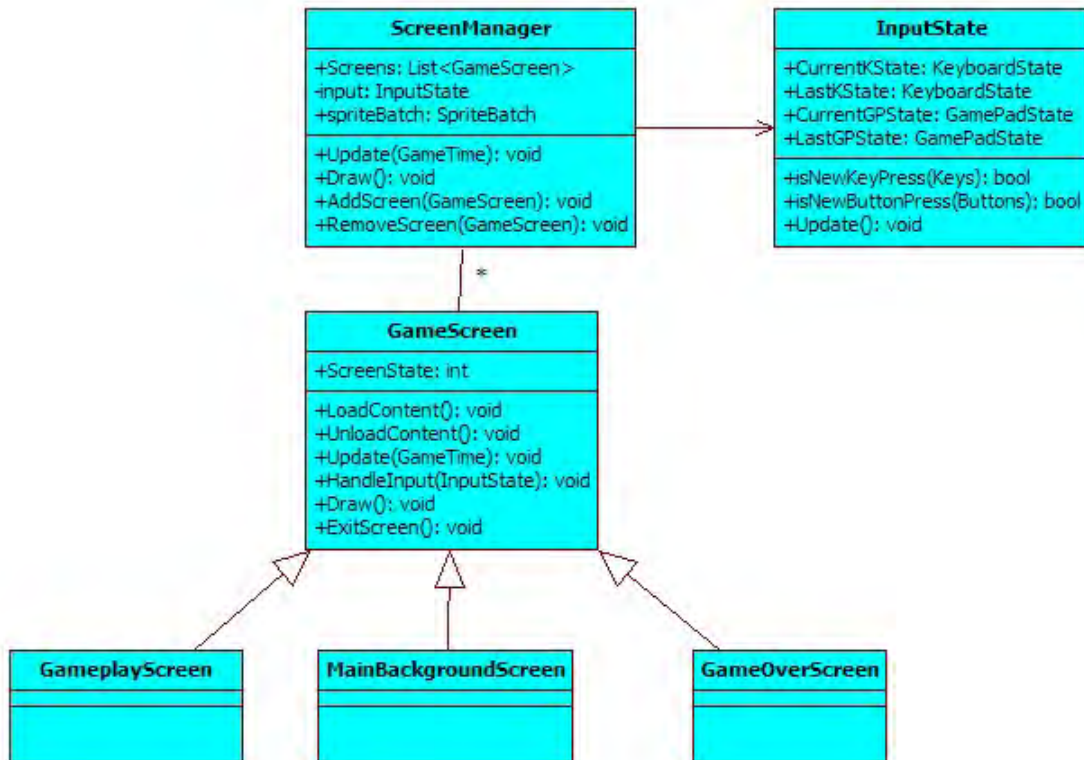 ScreenManager
+Screens: List<GameScreen>
-input: InputState
+spriteBatch: SpriteBatch
+Update(GameTime): void
+Draw(): void
+AddScreen(GameScreen): void
+RemoveScreen(GameScreen): void
InputState
+CurrentKState: KeyboardState
+LastKState: KeyboardState
+CurrentGPState: GamePadState
+LastGPState: GamePadState
+isNewKeyPress(Keys): bool
+isNewButtonPress(Buttons): bool
+Update(): void
*
GameScreen
+ScreenState: int
+LoadContent(): void
+UnloadContent(): void
+Update(GameTime): void
+HandleInput(InputState): void
+Draw(): void
+ExitScreen(): void
GameplayScreen
MainBackgroundScreen
GameOverScreen